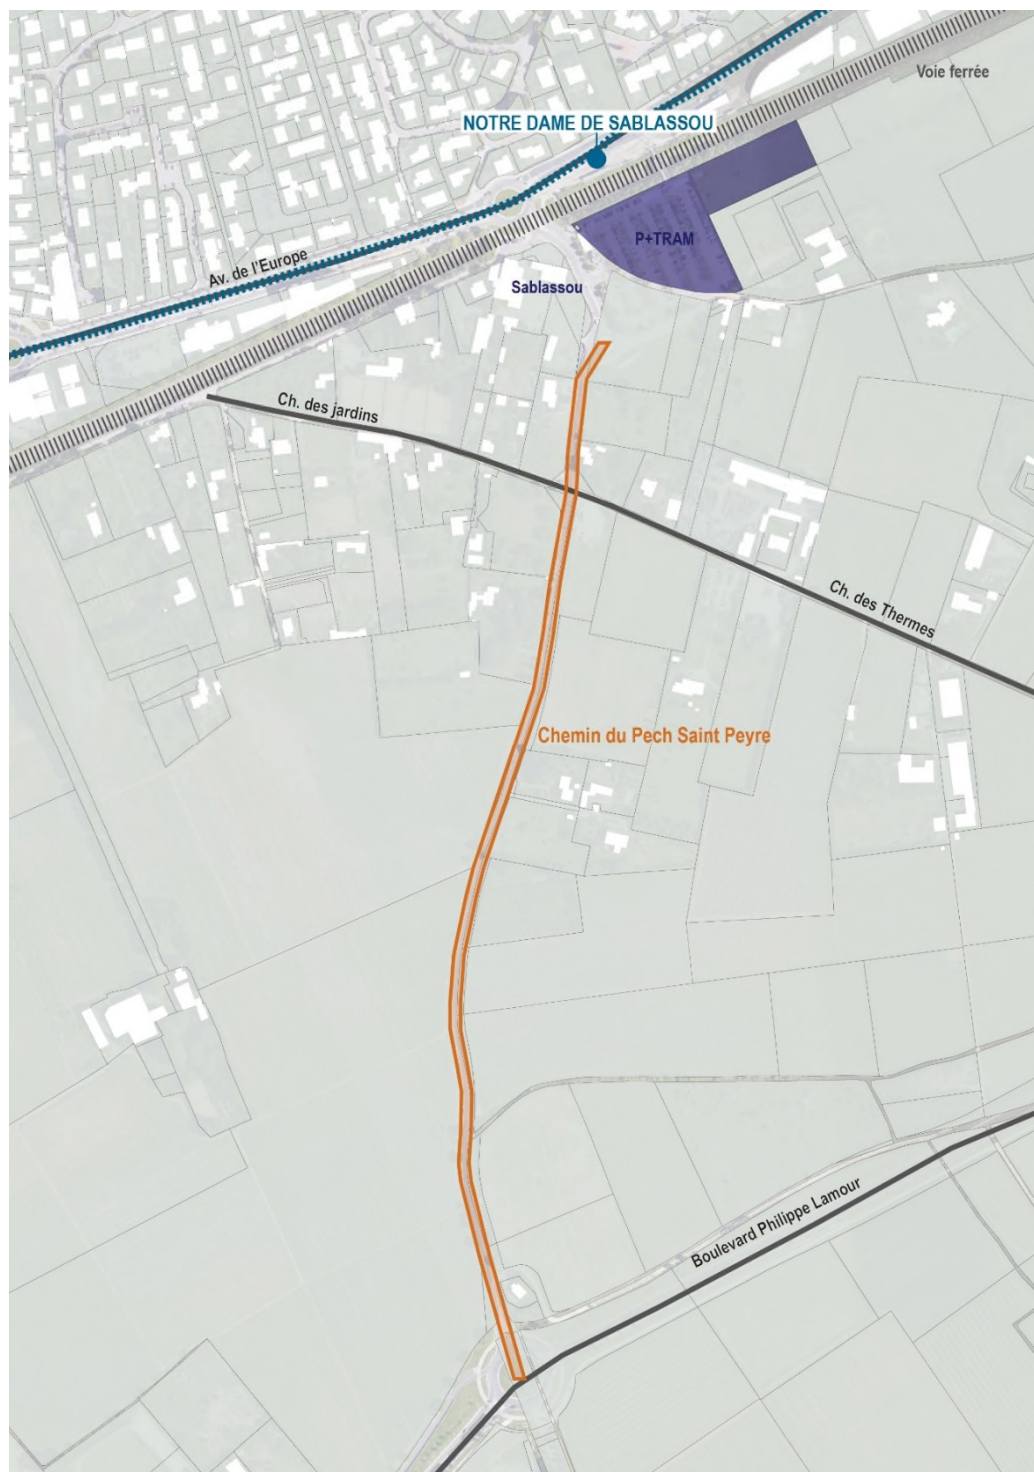 Voie ferrée
NOTRE DAME DE SABLASSOU
P+TRAM
Av. de l'Europe
Sablassou
Ch. des jardins
Ch. des Thermes
Chemin du Pech Saint Peyre
Boulevard Philippe Lamour